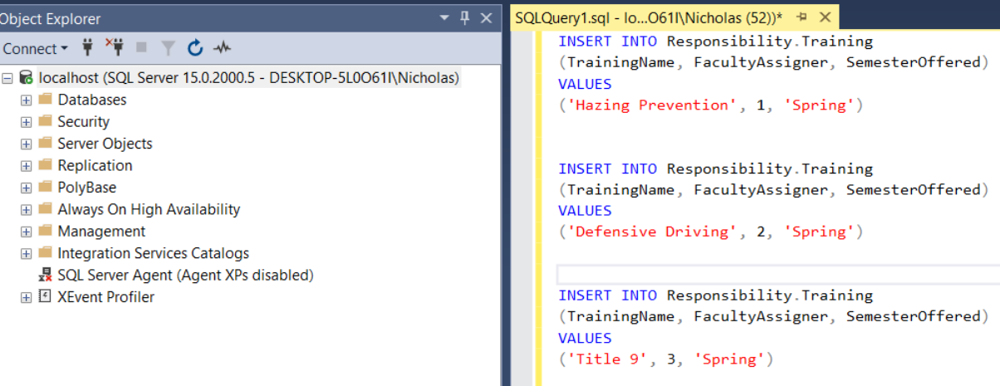 Object Explorer
Connect
localhost (SQL Server 15.0.2000.5 - DESKTOP-5L0O61I\Nicholas)
Databases
Security
Server Objects
Replication
PolyBase
Always On High Availability
Management
Integration Services Catalogs
SQL Server Agent (Agent XPs disabled)
XEvent Profiler
SQLQuery1.sql - lo...O61I\Nicholas (52))*
INSERT INTO Responsibility.Training
(TrainingName, FacultyAssigner, SemesterOffered)
VALUES
('Hazing Prevention', 1, 'Spring')
INSERT INTO Responsibility.Training
(TrainingName, FacultyAssigner, SemesterOffered)
VALUES
('Defensive Driving', 2, 'Spring')
INSERT INTO Responsibility.Training
(TrainingName, FacultyAssigner, SemesterOffered)
VALUES
('Title 9', 3, 'Spring')